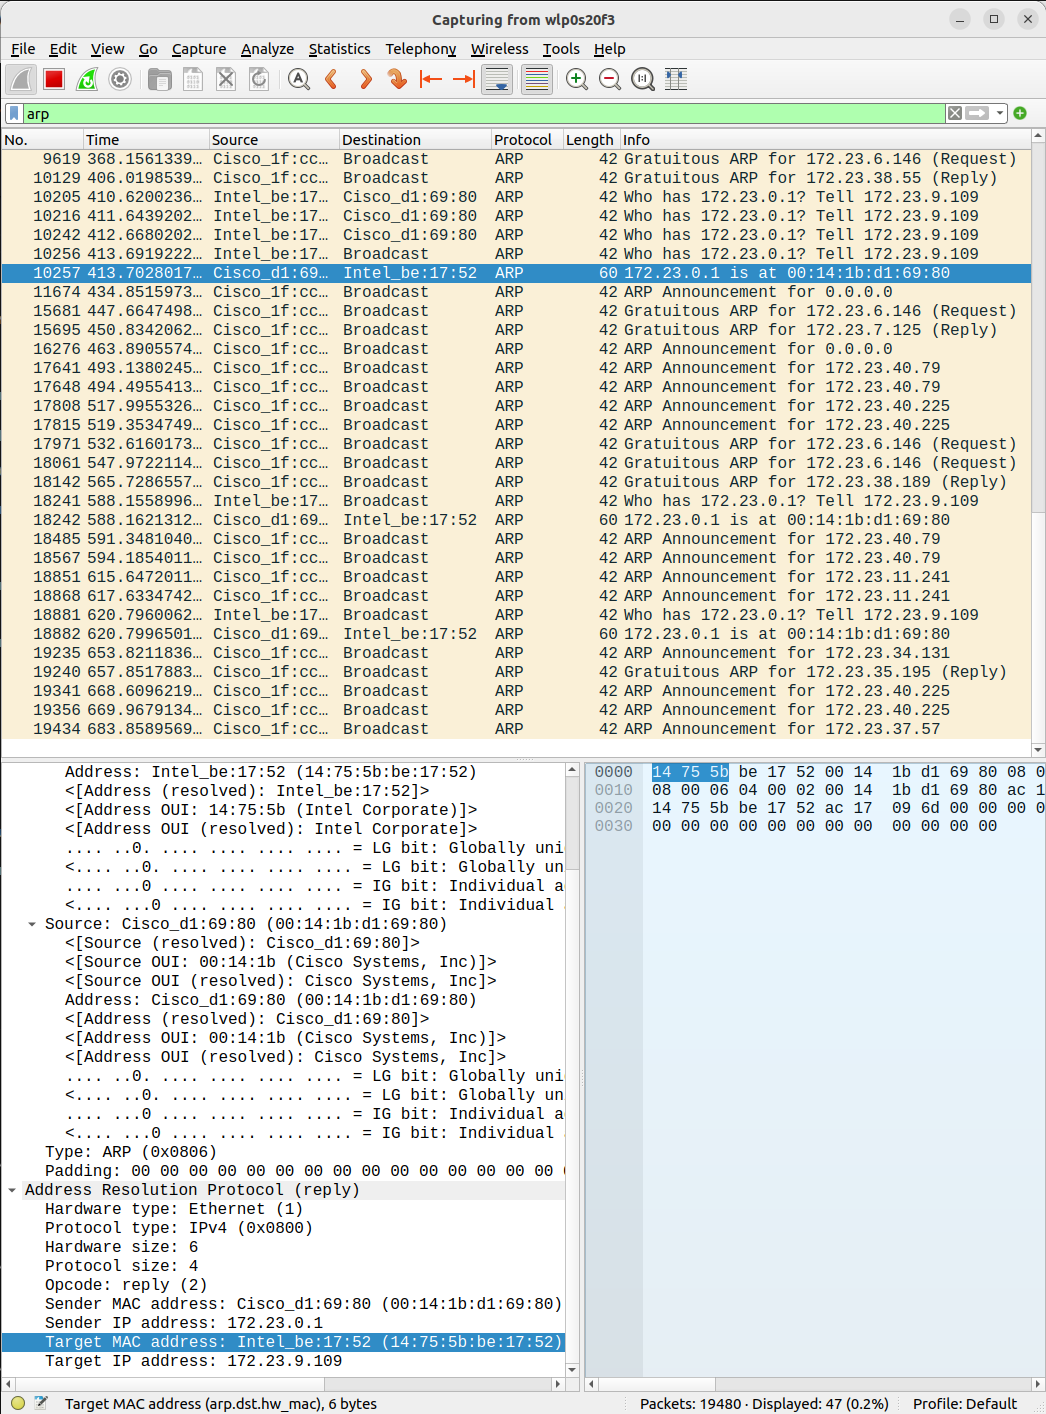 Capturing from wlp0s20f3
File Edit View Go Capture Analyze Statistics Telephony Wireless Tools Help
arp
No. Time Source Destination Protocol Length Info
9619 368.1561339… Cisco_1f:cc… Broadcast ARP 42 Gratuitous ARP for 172.23.6.146 (Request)
10129 406.0198539… Cisco_1f:cc… Broadcast ARP 42 Gratuitous ARP for 172.23.38.55 (Reply)
10205 410.6200236… Intel_be:17… Cisco_d1:69:80 ARP 42 Who has 172.23.0.1? Tell 172.23.9.109
10216 411.6439202… Intel_be:17… Cisco_d1:69:80 ARP 42 Who has 172.23.0.1? Tell 172.23.9.109
10242 412.6680202… Intel_be:17… Cisco_d1:69:80 ARP 42 Who has 172.23.0.1? Tell 172.23.9.109
10256 413.6919222… Intel_be:17… Broadcast ARP 42 Who has 172.23.0.1? Tell 172.23.9.109
10257 413.7028017… Cisco_d1:69… Intel_be:17:52 ARP 60 172.23.0.1 is at 00:14:1b:d1:69:80
11674 434.8515973… Cisco_1f:cc… Broadcast ARP 42 ARP Announcement for 0.0.0.0
15681 447.6647498… Cisco_1f:cc… Broadcast ARP 42 Gratuitous ARP for 172.23.6.146 (Request)
15695 450.8342062… Cisco_1f:cc… Broadcast ARP 42 Gratuitous ARP for 172.23.7.125 (Reply)
16276 463.8905574… Cisco_1f:cc… Broadcast ARP 42 ARP Announcement for 0.0.0.0
17641 493.1380245… Cisco_1f:cc… Broadcast ARP 42 ARP Announcement for 172.23.40.79
17648 494.4955413… Cisco_1f:cc… Broadcast ARP 42 ARP Announcement for 172.23.40.79
17808 517.9955326… Cisco_1f:cc… Broadcast ARP 42 ARP Announcement for 172.23.40.225
17815 519.3534749… Cisco_1f:cc… Broadcast ARP 42 ARP Announcement for 172.23.40.225
17971 532.6160173… Cisco_1f:cc… Broadcast ARP 42 Gratuitous ARP for 172.23.6.146 (Request)
18061 547.9722114… Cisco_1f:cc… Broadcast ARP 42 Gratuitous ARP for 172.23.6.146 (Request)
18142 565.7286557… Cisco_1f:cc… Broadcast ARP 42 Gratuitous ARP for 172.23.38.189 (Reply)
18241 588.1558996… Intel_be:17… Broadcast ARP 42 Who has 172.23.0.1? Tell 172.23.9.109
18242 588.1621312… Cisco_d1:69… Intel_be:17:52 ARP 60 172.23.0.1 is at 00:14:1b:d1:69:80
18485 591.3481040… Cisco_1f:cc… Broadcast ARP 42 ARP Announcement for 172.23.40.79
18567 594.1854011… Cisco_1f:cc… Broadcast ARP 42 ARP Announcement for 172.23.40.79
18851 615.6472011… Cisco_1f:cc… Broadcast ARP 42 ARP Announcement for 172.23.11.241
18868 617.6334742… Cisco_1f:cc… Broadcast ARP 42 ARP Announcement for 172.23.11.241
18881 620.7960062… Intel_be:17… Broadcast ARP 42 Who has 172.23.0.1? Tell 172.23.9.109
18882 620.7996501… Cisco_d1:69… Intel_be:17:52 ARP 60 172.23.0.1 is at 00:14:1b:d1:69:80
19235 653.8211836… Cisco_1f:cc… Broadcast ARP 42 ARP Announcement for 172.23.34.131
19240 657.8517883… Cisco_1f:cc… Broadcast ARP 42 Gratuitous ARP for 172.23.35.195 (Reply)
19341 668.6096219… Cisco_1f:cc… Broadcast ARP 42 ARP Announcement for 172.23.40.225
19356 669.9679134… Cisco_1f:cc… Broadcast ARP 42 ARP Announcement for 172.23.40.225
19434 683.8589569… Cisco_1f:cc… Broadcast ARP 42 ARP Announcement for 172.23.37.57
Address: Intel_be:17:52 (14:75:5b:be:17:52)
<[Address (resolved): Intel_be:17:52]>
<[Address OUI: 14:75:5b (Intel Corporate)]>
<[Address OUI (resolved): Intel Corporate]>
.... ..0. .... .... .... .... = LG bit: Globally uni
<.... ..0. .... .... .... .... = LG bit: Globally un
.... ...0 .... .... .... .... = IG bit: Individual a
<.... ...0 .... .... .... .... = IG bit: Individual
Source: Cisco_d1:69:80 (00:14:1b:d1:69:80)
<[Source (resolved): Cisco_d1:69:80]>
<[Source OUI: 00:14:1b (Cisco Systems, Inc)]>
<[Source OUI (resolved): Cisco Systems, Inc]>
Address: Cisco_d1:69:80 (00:14:1b:d1:69:80)
<[Address (resolved): Cisco_d1:69:80]>
<[Address OUI: 00:14:1b (Cisco Systems, Inc)]>
<[Address OUI (resolved): Cisco Systems, Inc]>
.... ..0. .... .... .... .... = LG bit: Globally uni
<.... ..0. .... .... .... .... = LG bit: Globally un
.... ...0 .... .... .... .... = IG bit: Individual a
<.... ...0 .... .... .... .... = IG bit: Individual
Type: ARP (0x0806)
Padding: 00 00 00 00 00 00 00 00 00 00 00 00 00 00 00
Address Resolution Protocol (reply)
Hardware type: Ethernet (1)
Protocol type: IPv4 (0x0800)
Hardware size: 6
Protocol size: 4
Opcode: reply (2)
Sender MAC address: Cisco_d1:69:80 (00:14:1b:d1:69:80)
Sender IP address: 172.23.0.1
Target MAC address: Intel_be:17:52 (14:75:5b:be:17:52)
Target IP address: 172.23.9.109
0000 14 75 5b be 17 52 00 14 1b d1 69 80 08 0
0010 08 00 06 04 00 02 00 14 1b d1 69 80 ac 1
0020 14 75 5b be 17 52 ac 17 09 6d 00 00 00 0
0030 00 00 00 00 00 00 00 00 00 00 00 00
Target MAC address (arp.dst.hw_mac), 6 bytes
Packets: 19480 · Displayed: 47 (0.2%)
Profile: Default